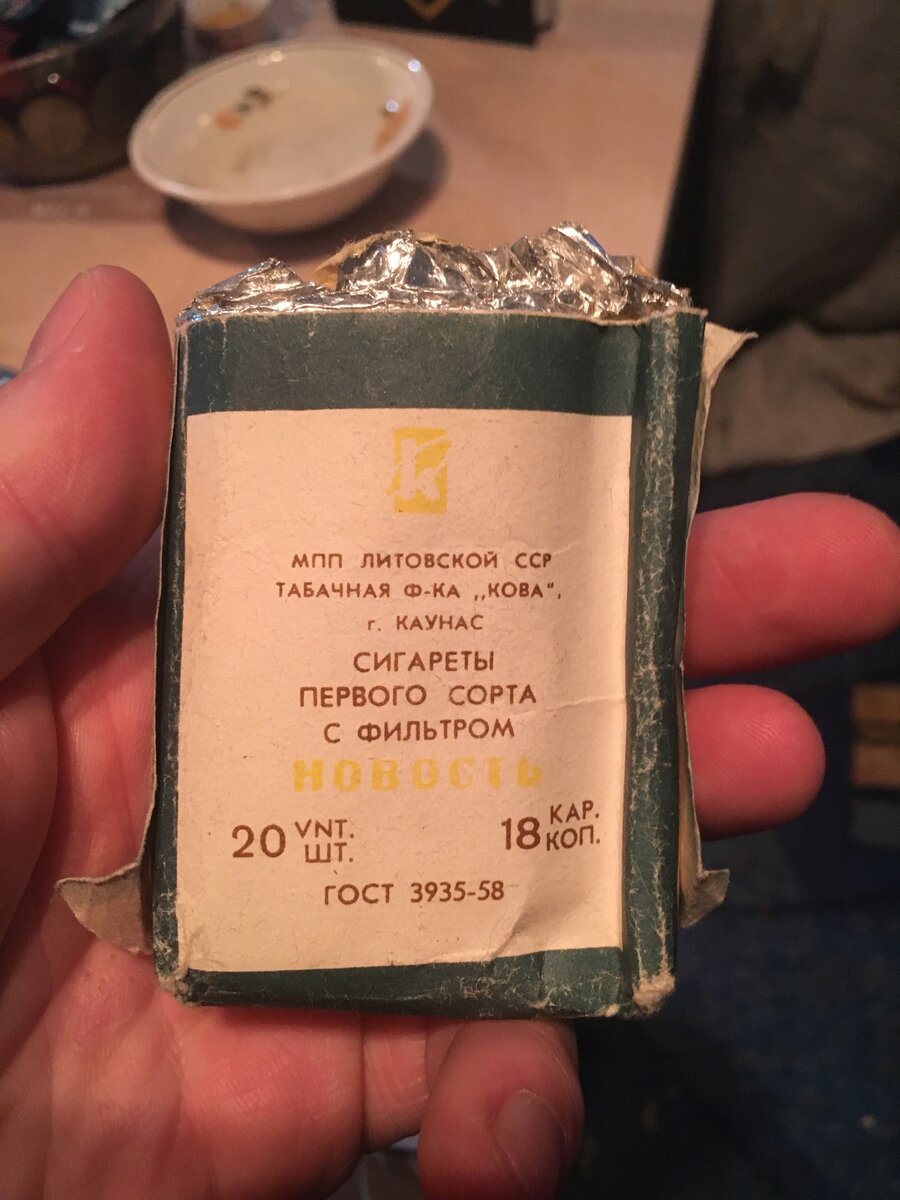 К
МПП ЛИТОВСКОЙ ССР
ТАБАЧНАЯ Ф-КА „КОВА",
г. КАУНАС
СИГАРЕТЫ
ПЕРВОГО СОРТА
С ФИЛЬТРОМ
НОВОСТЬ
20 VNT. ШТ. 18 КАР. КОП.
ГОСТ 3935-58